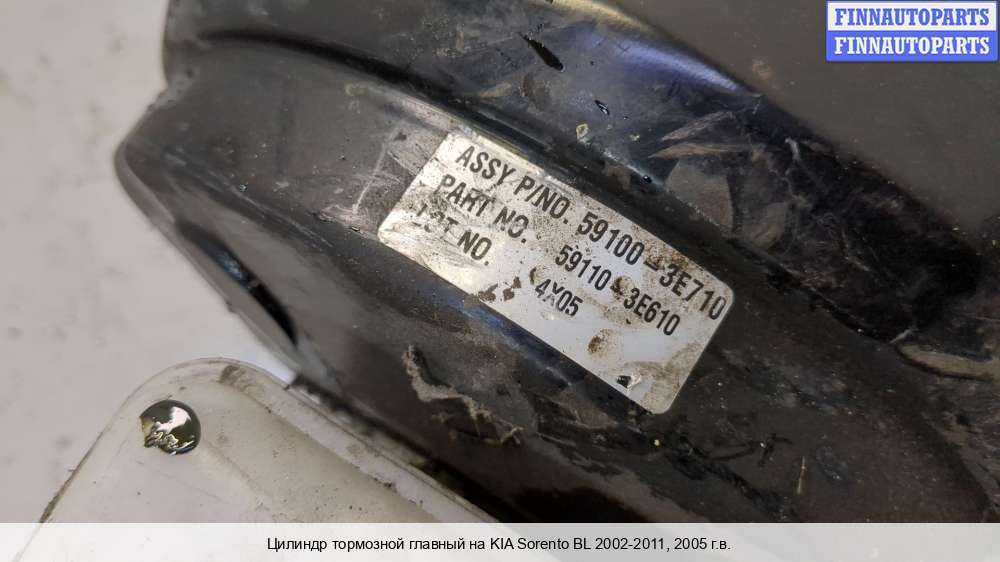 FINNAUTOPARTS
FINNAUTOPARTS
ASSY P/NO. 59100-3E710
PART NO. 59110-3E610
LOT NO. 4X05
Цилиндр тормозной главный на KIA Sorento BL 2002-2011, 2005 г.в.